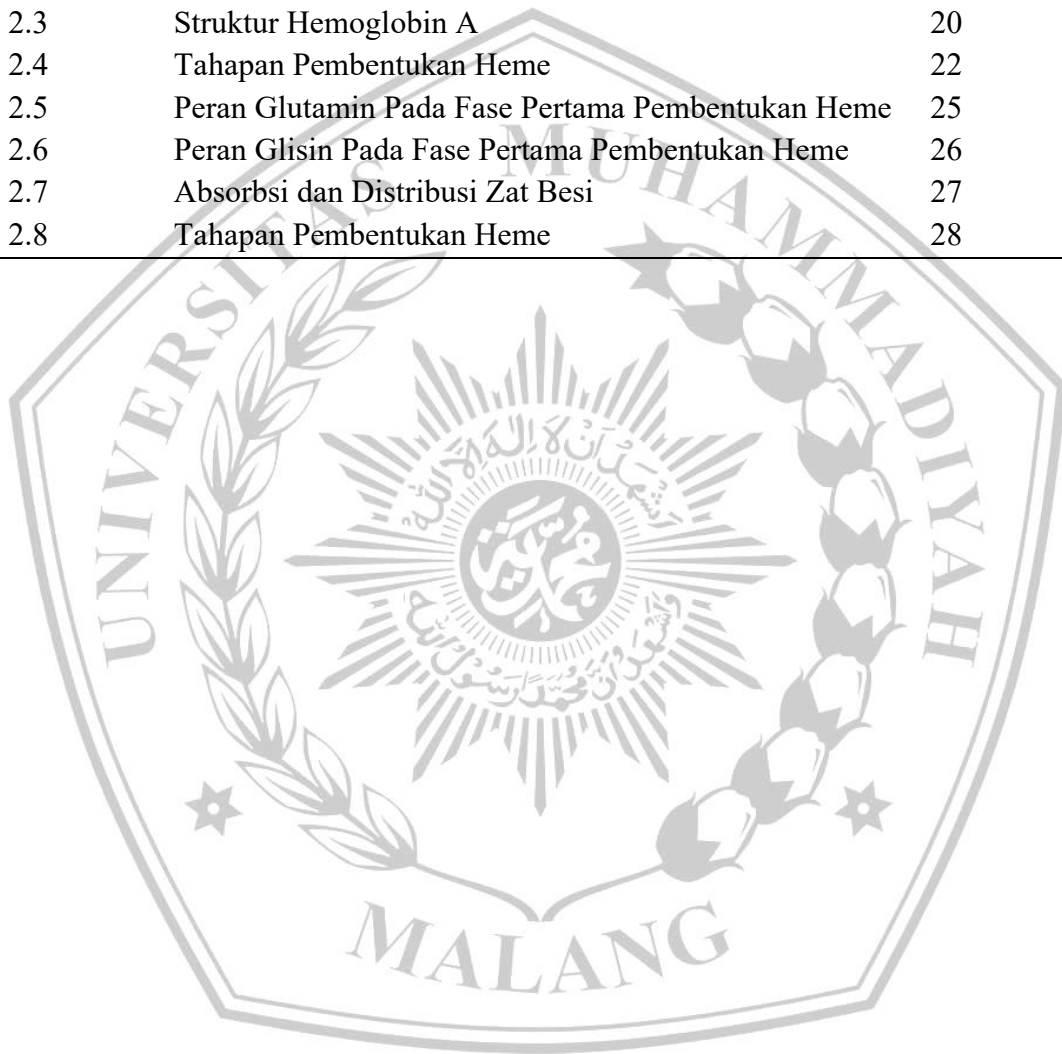 2.3 Struktur Hemoglobin A 20
2.4 Tahapan Pembentukan Heme 22
2.5 Peran Glutamin Pada Fase Pertama Pembentukan Heme 25
2.6 Peran Glisin Pada Fase Pertama Pembentukan Heme 26
2.7 Absorbsi dan Distribusi Zat Besi 27
2.8 Tahapan Pembentukan Heme 28
UNIVERSITAS MUHAMMADIYAH
MALANG